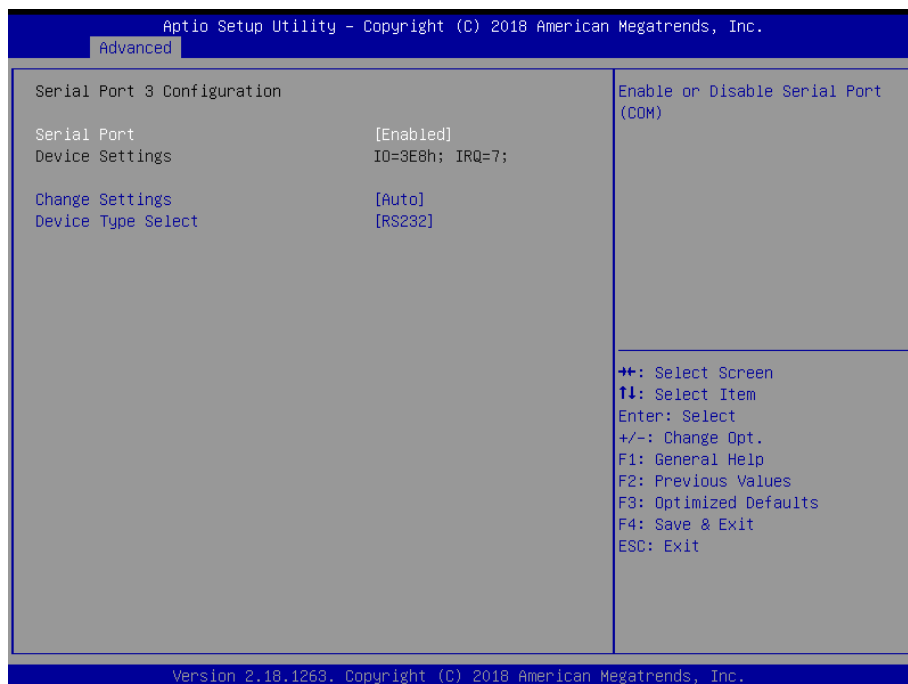 Aptio Setup Utility – Copyright (C) 2018 American Megatrends, Inc.
Advanced
Serial Port 3 Configuration
Serial Port [Enabled]
Device Settings IO=3E8h; IRQ=7;
Change Settings [Auto]
Device Type Select [RS232]
Enable or Disable Serial Port
(COM)
→←: Select Screen
↑↓: Select Item
Enter: Select
+/-: Change Opt.
F1: General Help
F2: Previous Values
F3: Optimized Defaults
F4: Save & Exit
ESC: Exit
Version 2.18.1263. Copyright (C) 2018 American Megatrends, Inc.